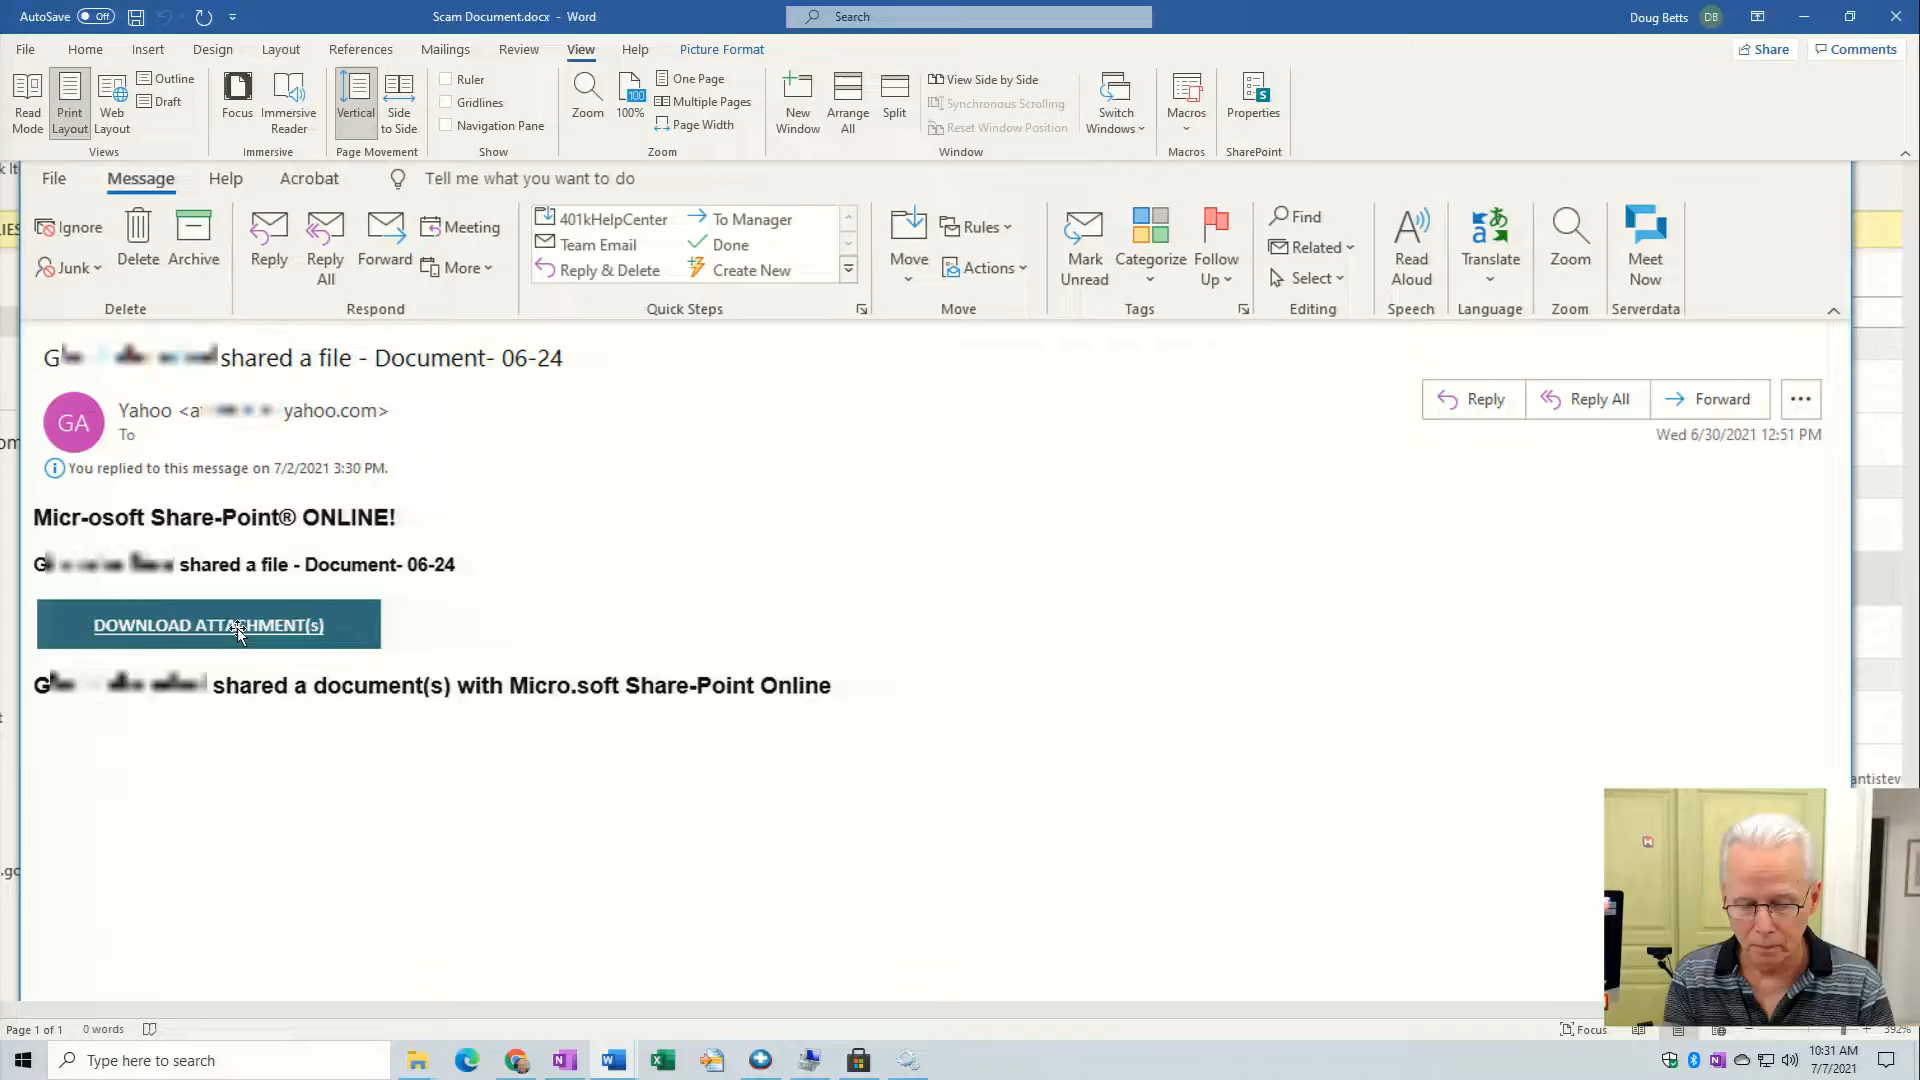 AutoSave Off Scam Document.docx - Word Search Doug Betts DB
File Home Insert Design Layout References Mailings Review View Help Picture Format Share Comments
Read Mode
Print Layout
Web Layout
Outline
Draft
Views
Focus
Immersive Reader
Immersive
Vertical
Side to Side
Page Movement
Ruler
Gridlines
Navigation Pane
Show
Zoom
100
100%
One Page
Multiple Pages
Page Width
Zoom
New Window
Arrange All
Split
View Side by Side
Synchronous Scrolling
Reset Window Position
Switch Windows
Window
Macros
Macros
Properties
SharePoint
File Message Help Acrobat Tell me what you want to do
Ignore
Junk
Delete
Archive
Delete
Reply
Reply All
Forward
Meeting
More
Respond
401kHelpCenter
Team Email
Reply & Delete
To Manager
Done
Create New
Quick Steps
Move
Rules
Actions
Move
Mark Unread
Categorize
Follow Up
Tags
Find
Related
Select
Editing
Read Aloud
Speech
Translate
Language
Zoom
Zoom
Meet Now
Serverdata
G shared a file - Document- 06-24
GA
Yahoo <a yahoo.com>
To
Reply Reply All Forward
Wed 6/30/2021 12:51 PM
You replied to this message on 7/2/2021 3:30 PM.
Micr-osoft Share-Point® ONLINE!
G shared a file - Document- 06-24
DOWNLOAD ATTACHMENT(s)
G shared a document(s) with Micro.soft Share-Point Online
antistev
Page 1 of 1 0 words Focus 392%
Type here to search
10:31 AM
7/7/2021